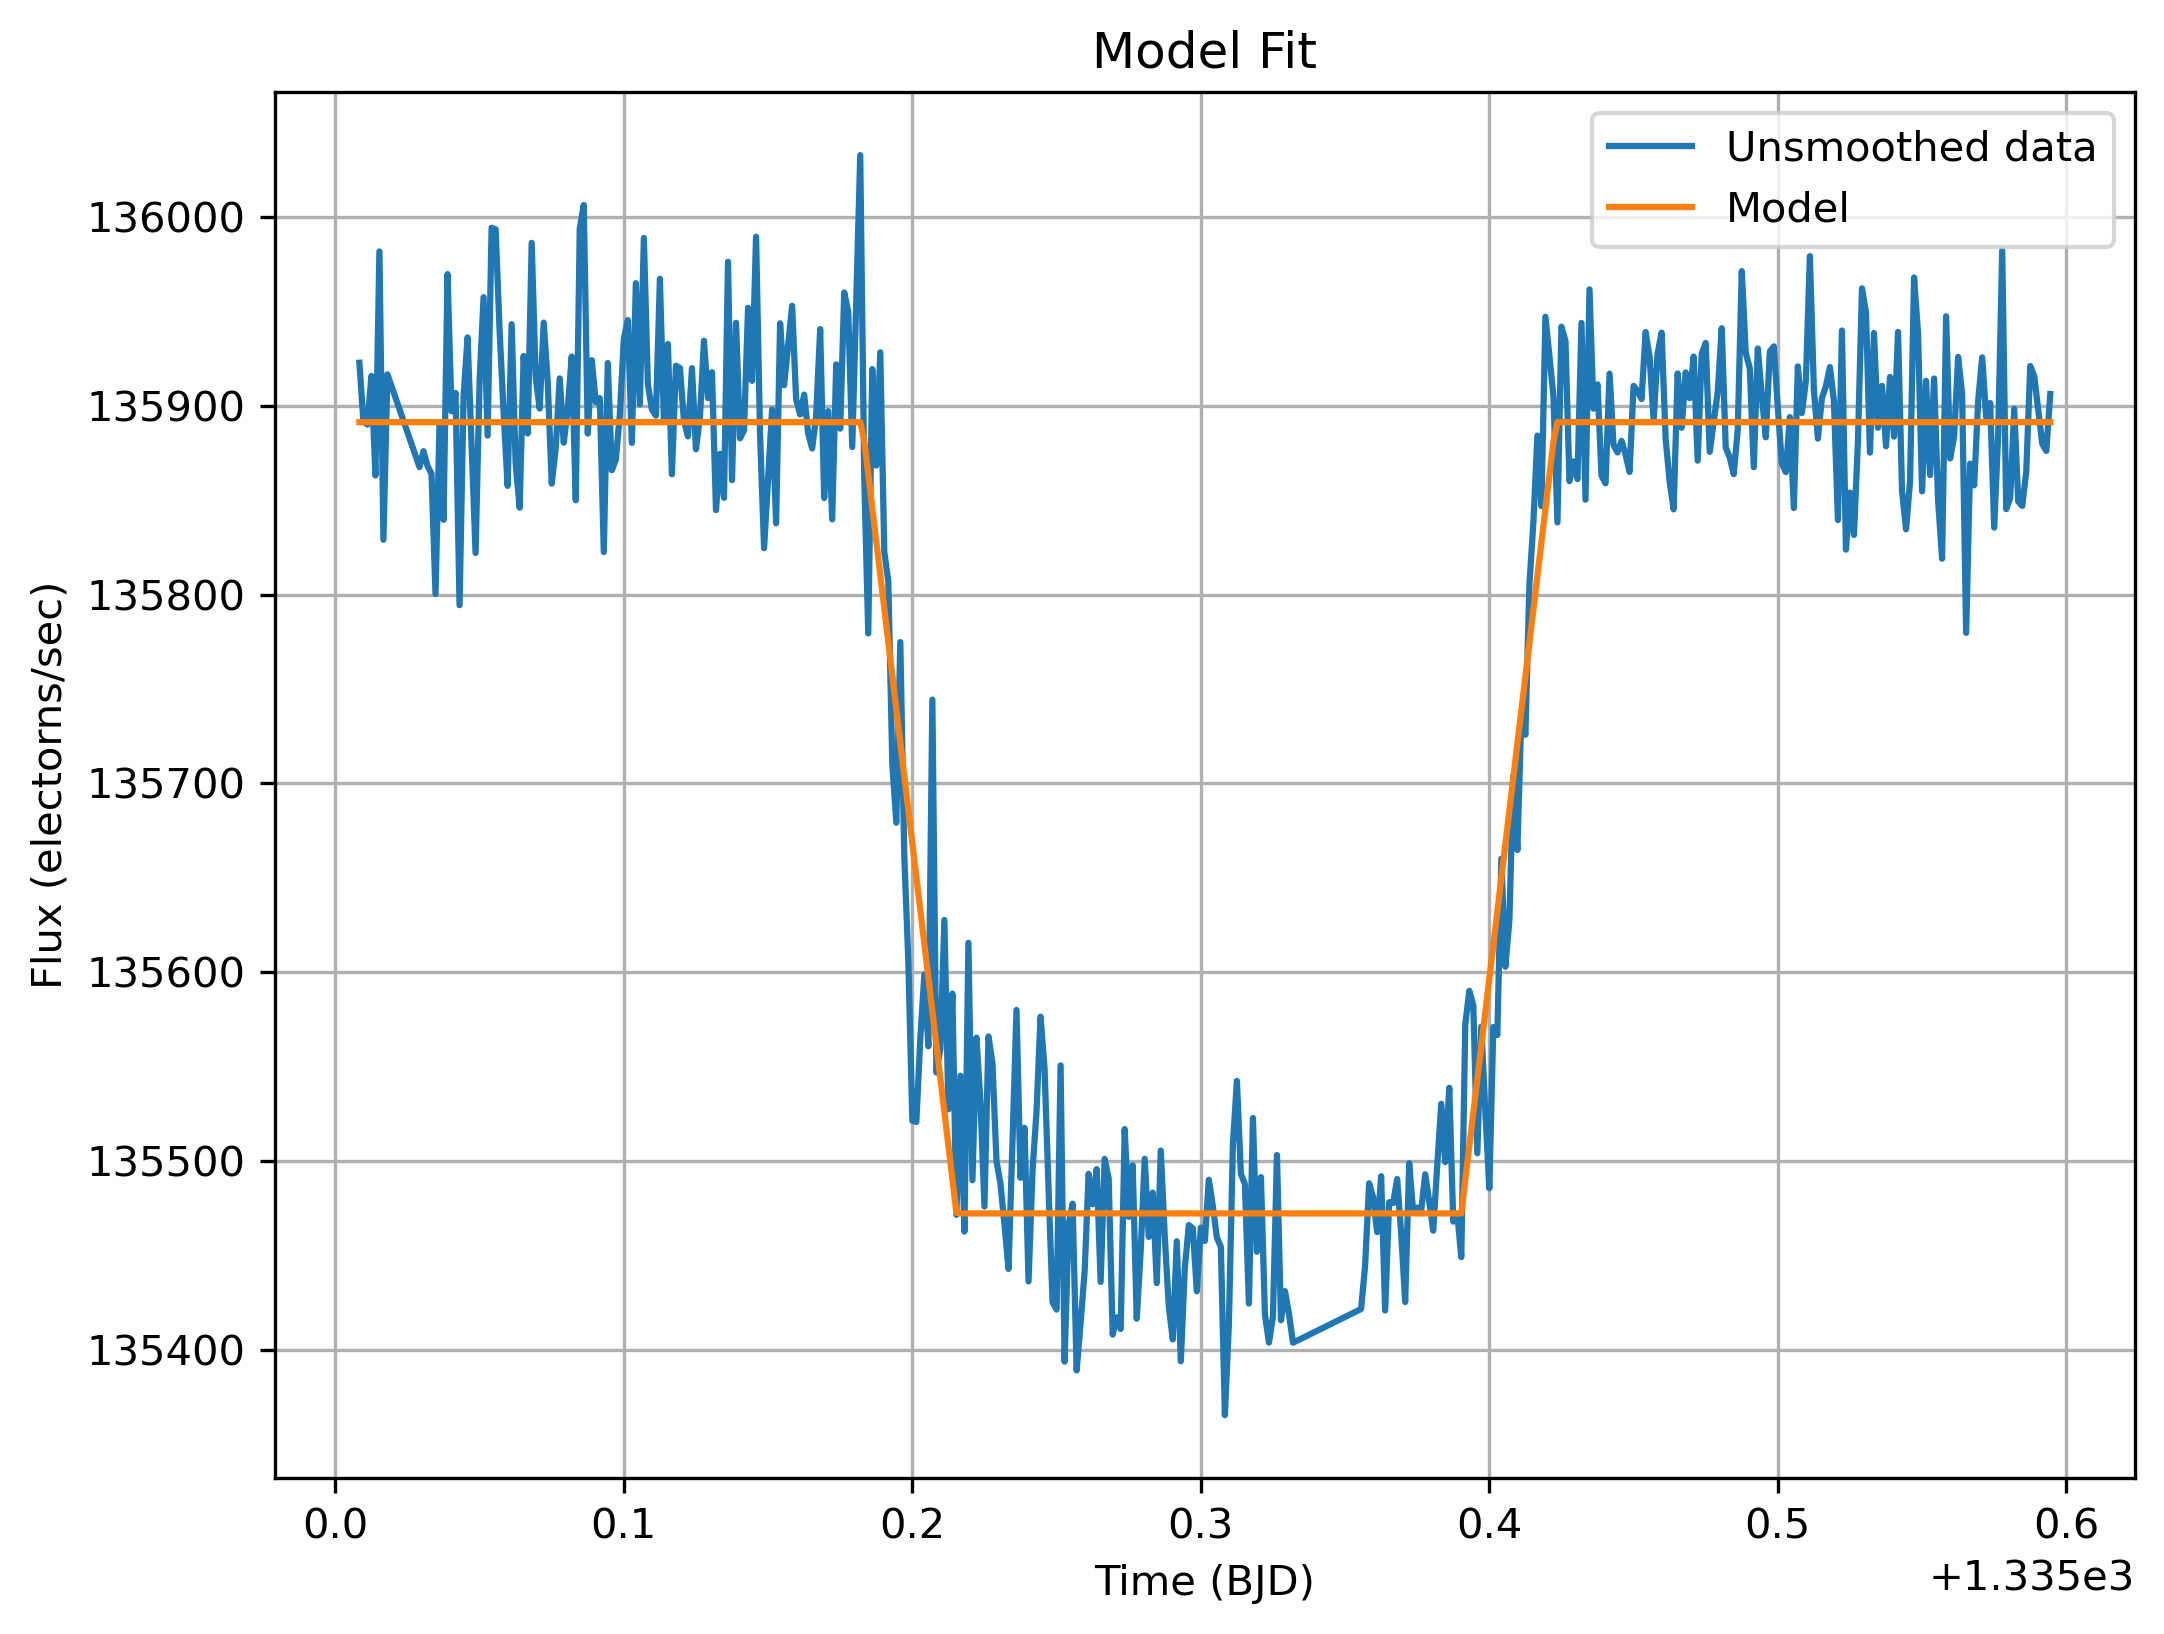 Model Fit
Unsmoothed data
Model
136000
135900
135800
135700
135600
135500
135400
Flux (electorns/sec)
0.0 0.1 0.2 0.3 0.4 0.5 0.6
Time (BJD)
+1.335e3